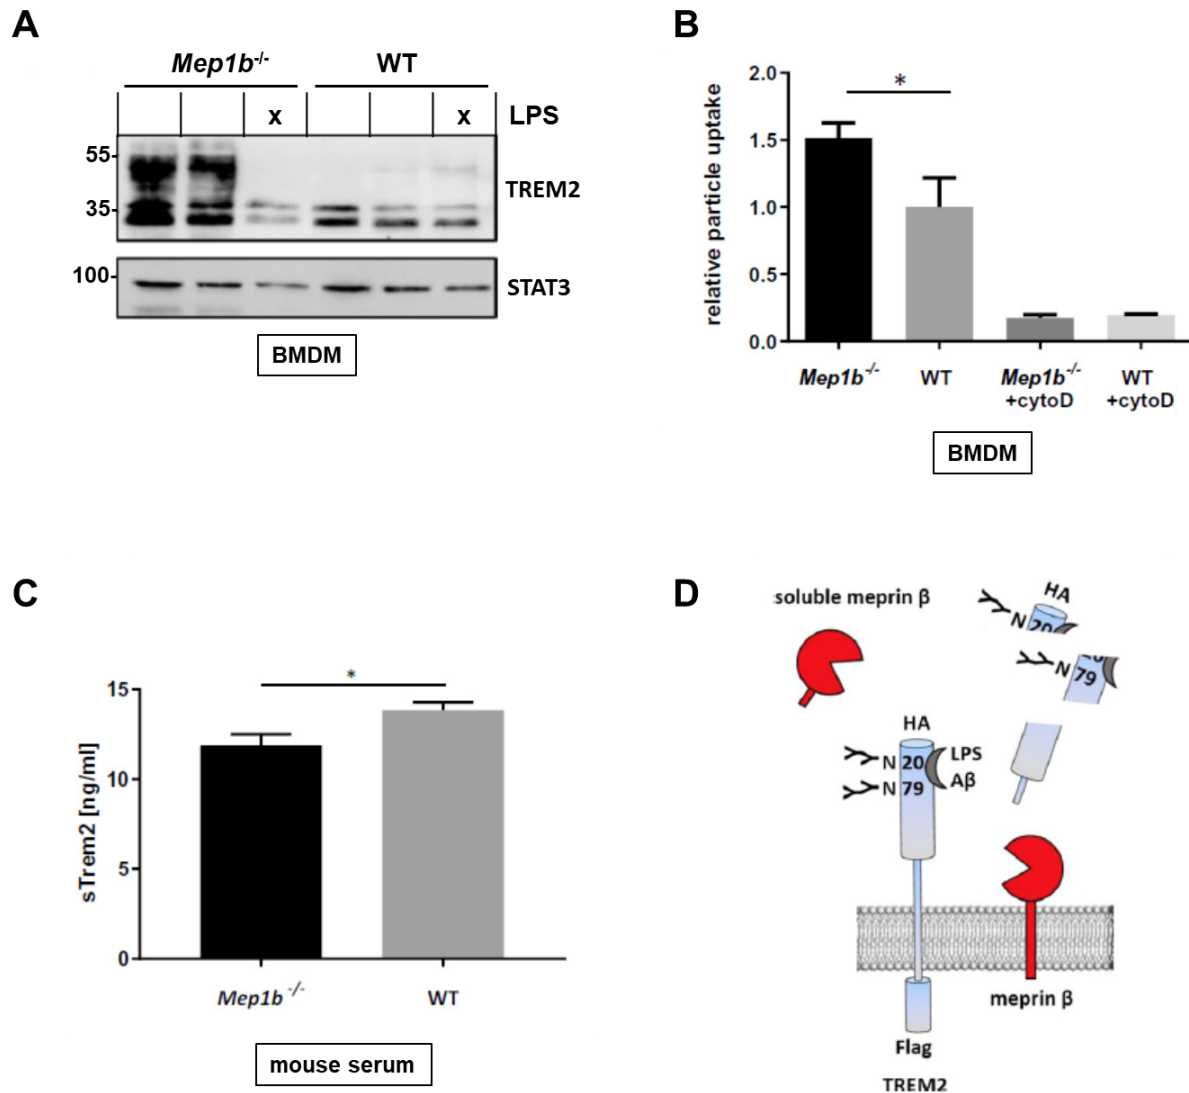 A
Mep1b-/- WT
x x LPS
55
35
TREM2
100
STAT3
BMDM
B
relative particle uptake
2.0
1.5
1.0
0.5
0.0
*
Mep1b-/- WT Mep1b-/- WT
+cytoD +cytoD
BMDM
C
sTrem2 [ng/ml]
15
10
5
0
*
Mep1b -/- WT
mouse serum
D
soluble meprin β
HA
N 20
N 79
HA
N 20 LPS
N 79 Aβ
meprin β
Flag
TREM2